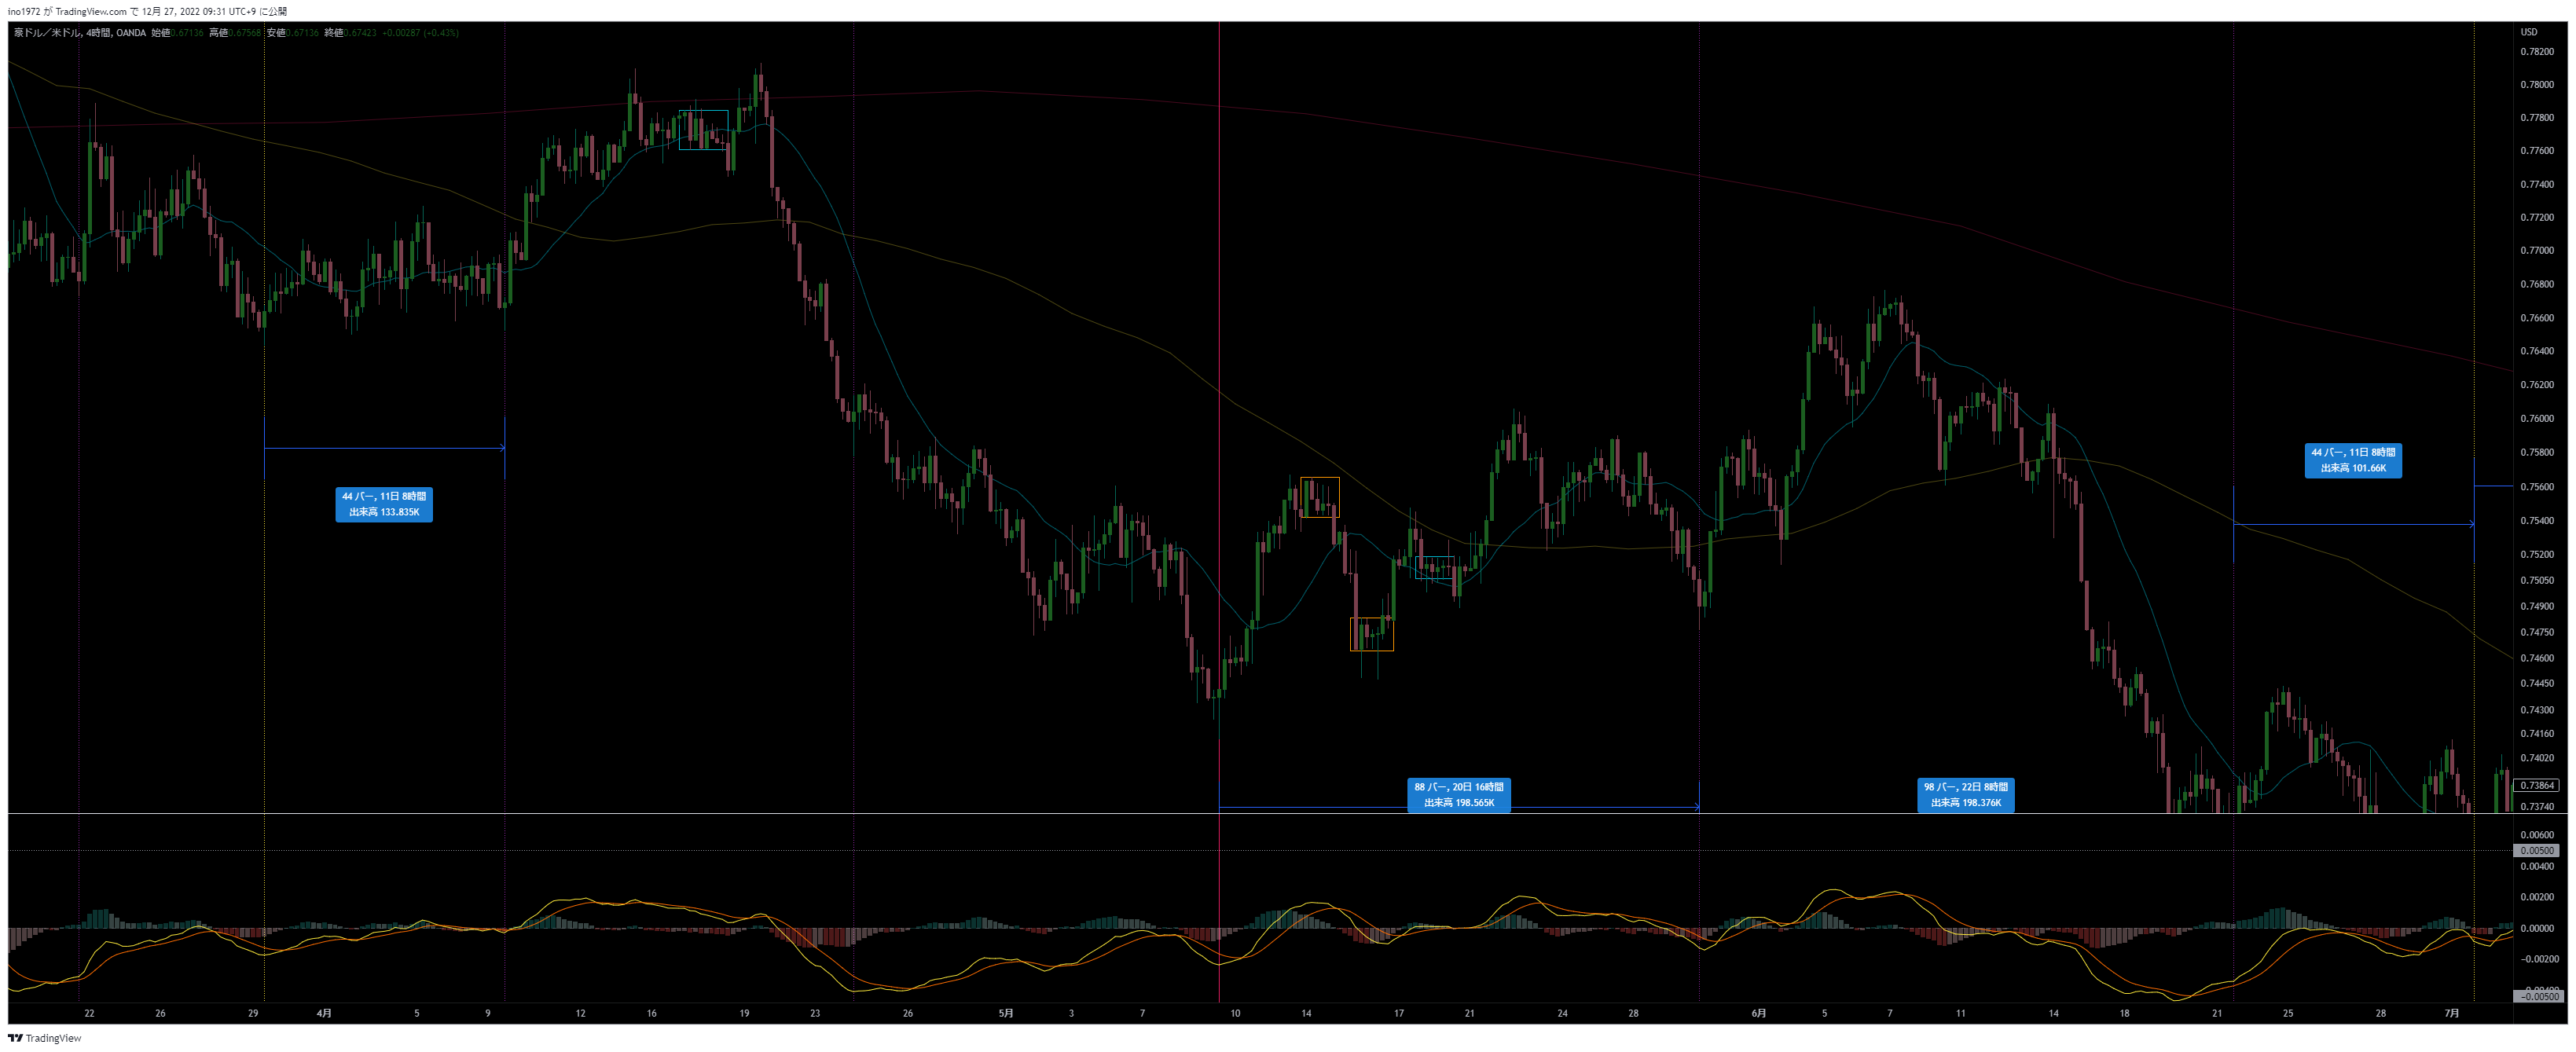 ino1972 が TradingView.com で 12月 27, 2022 09:31 UTC+9 に公開
豪ドル／米ドル, 4時間, OANDA 始値0.67136 高値0.67568 安値0.67136 終値0.67423 +0.00287 (+0.43%)
USD
0.78200
0.78000
0.77800
0.77600
0.77400
0.77200
0.77000
0.76800
0.76600
0.76400
0.76200
0.76000
0.75800
0.75600
0.75400
0.75200
0.75050
0.74900
0.74750
0.74600
0.74450
0.74300
0.74160
0.74020
0.73864
0.73740
44 バー, 11日 8時間
出来高 133.835K
44 バー, 11日 8時間
出来高 101.66K
88 バー, 20日 16時間
出来高 198.565K
98 バー, 22日 8時間
出来高 198.376K
0.00600
0.00500
0.00400
0.00200
0.00000
−0.00200
−0.00500
22 26 29 4月 5 9 12 16 19 23 26 5月 3 7 10 14 17 21 24 28 6月 5 7 11 14 18 21 25 28 7月
TradingView